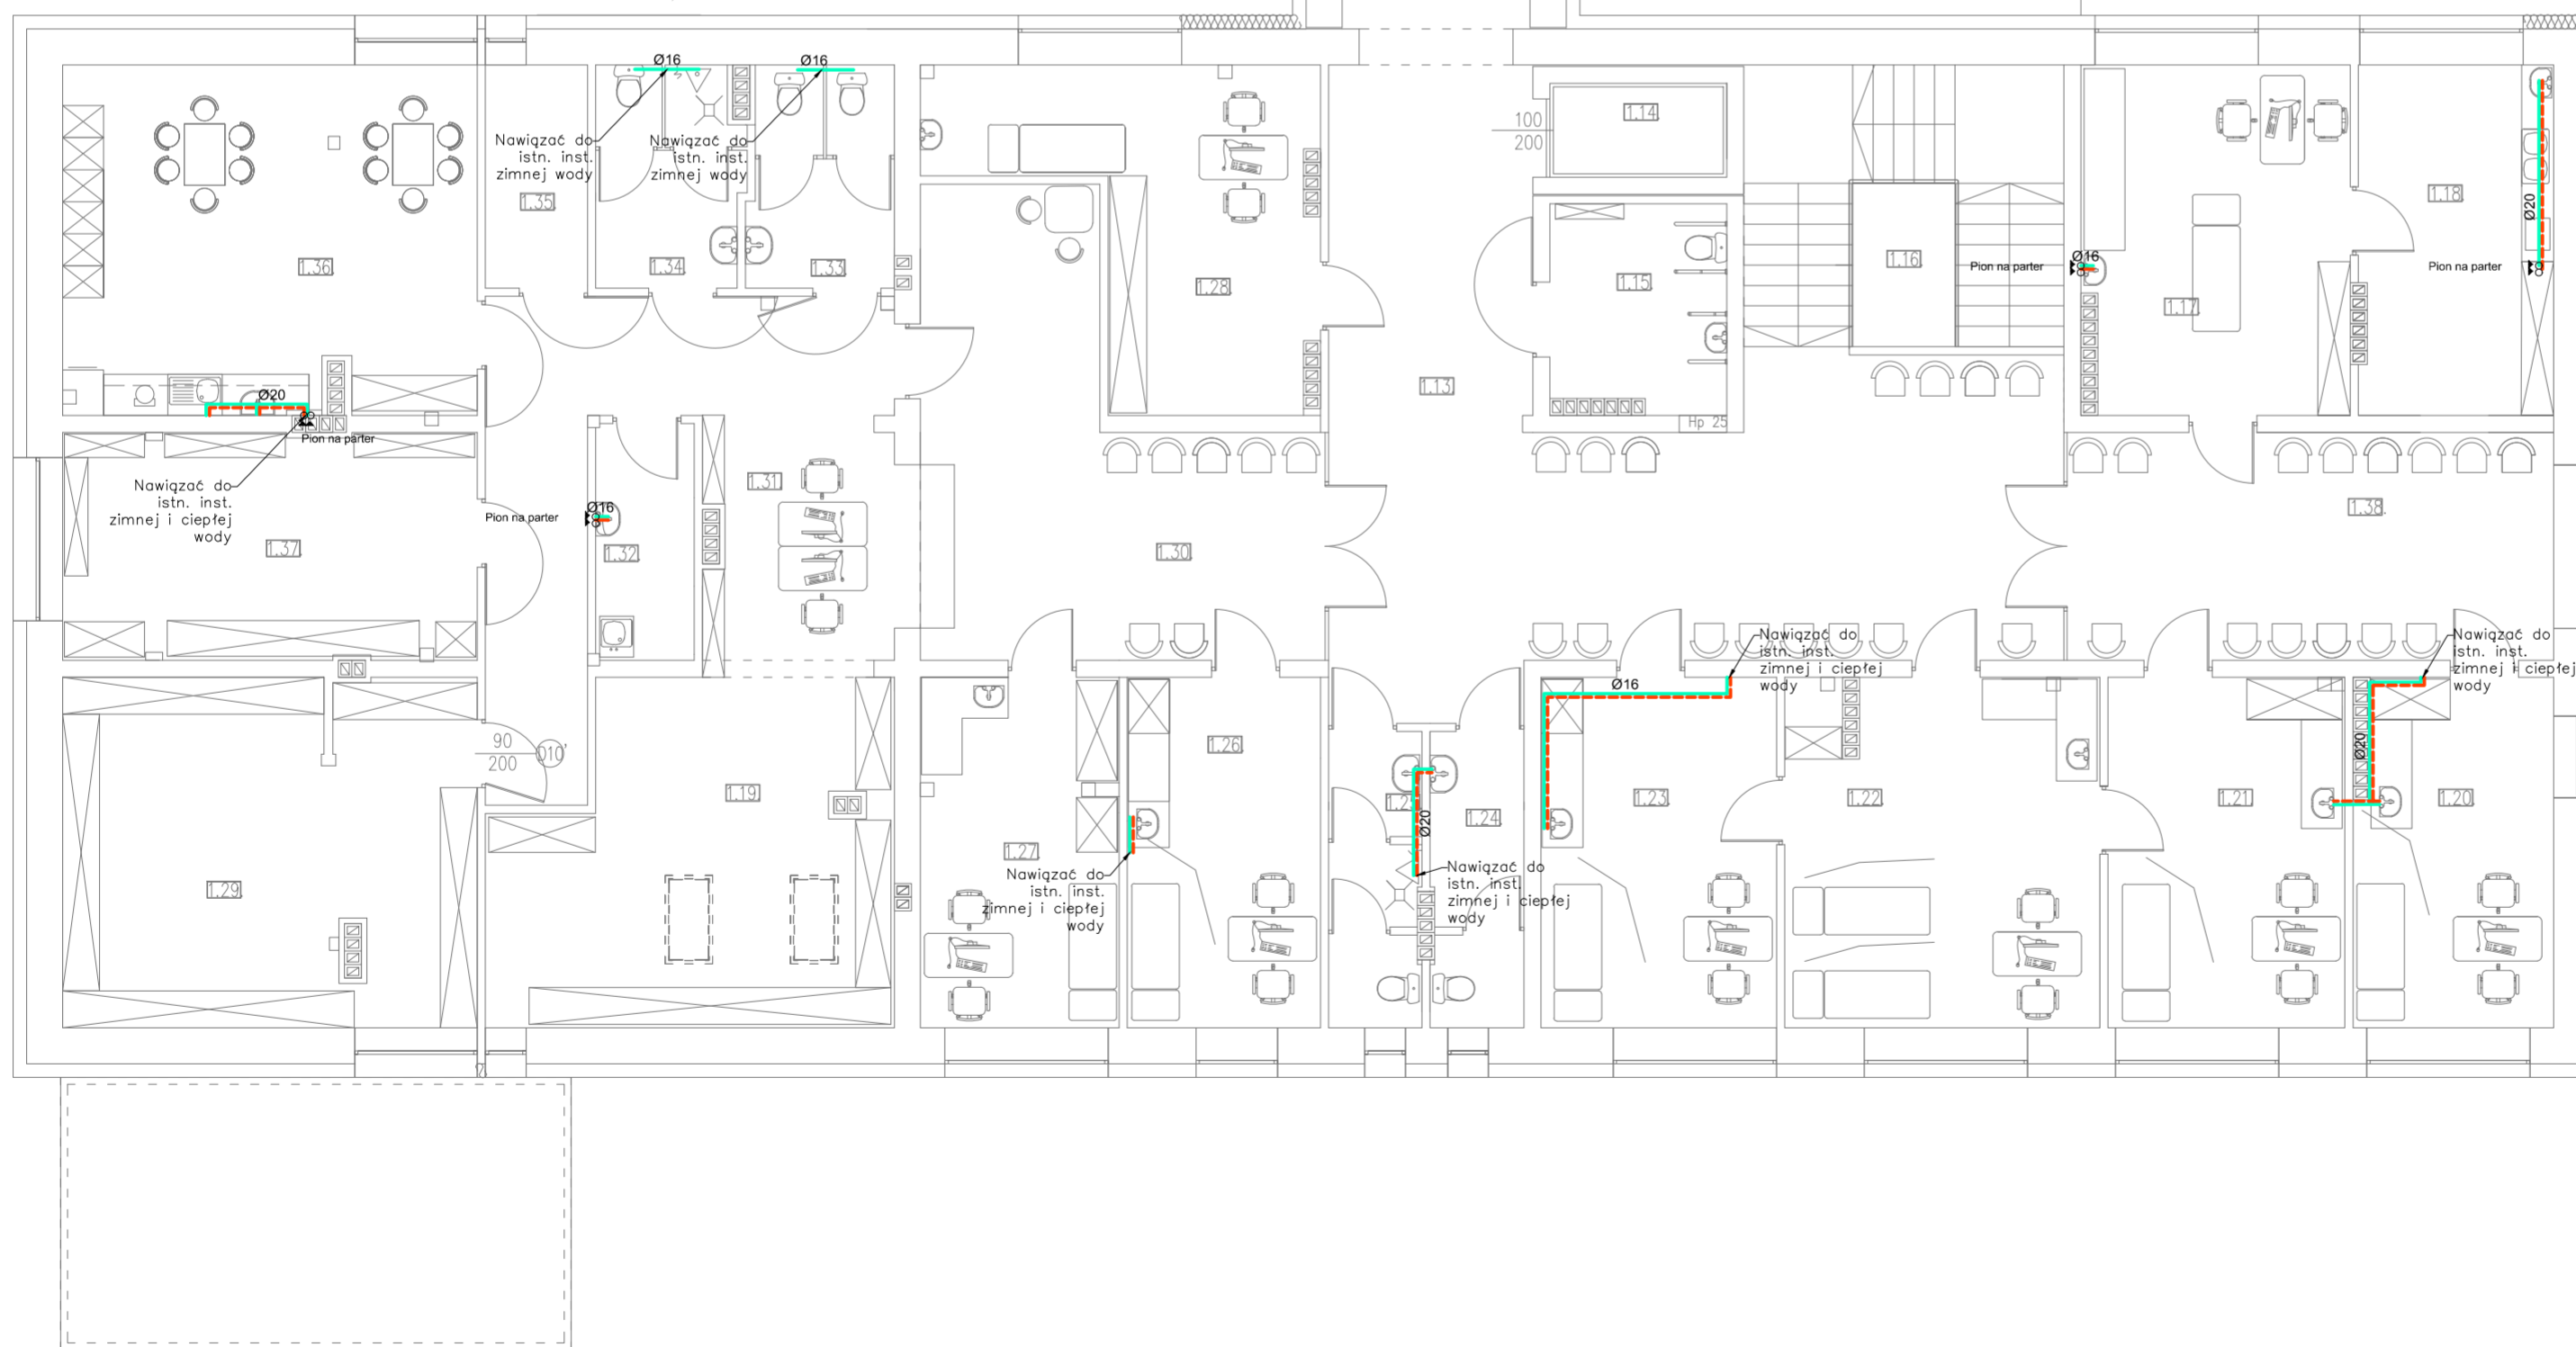 Ø16
Ø16
Nawiązać do
istn. inst.
zimnej wody
Nawiązać do
istn. inst.
zimnej wody
100
200
1.14.
1.35.
1.36.
1.34.
1.33.
1.28.
1.15.
1.16.
Pion na parter
Ø16
1.17.
1.18.
Ø20
Pion na parter
1.13.
Hp 25
Ø20
Pion na parter
Nawiązać do
istn. inst.
zimnej i ciepłej
wody
1.37.
Pion na parter
Ø16
1.32.
1.31.
1.30.
1.38.
Nawiązać do
istn. inst.
zimnej i ciepłej
wody
Nawiązać do
istn. inst.
zimnej i ciepłej
wody
Ø16
90
200
D10'
1.19.
1.26.
1.24.
Ø20
1.23.
1.22.
1.21.
Ø20
1.20.
1.27.
Nawiązać do
istn. inst.
zimnej i ciepłej
wody
Nawiązać do
istn. inst.
zimnej i ciepłej
wody
1.29.